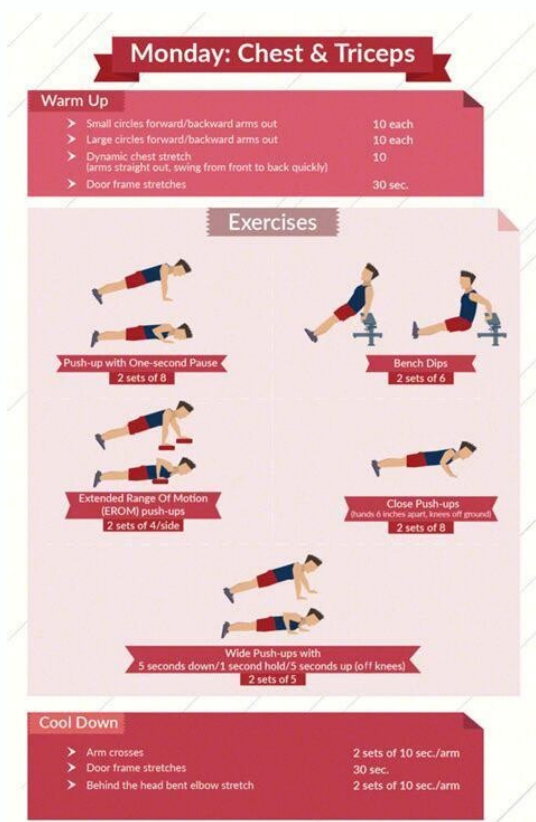 Monday: Chest & Triceps
Warm Up
Small circles forward/backward arms out 10 each
Large circles forward/backward arms out 10 each
Dynamic chest stretch 10
(arms straight out, swing from front to back quickly)
Door frame stretches 30 sec.
Exercises
Push-up with One-second Pause
2 sets of 8
Bench Dips
2 sets of 6
Extended Range Of Motion
(EROM) push-ups
2 sets of 4/side
Close Push-ups
(hands 6 inches apart, knees off ground)
2 sets of 8
Wide Push-ups with
5 seconds down/1 second hold/5 seconds up (off knees)
2 sets of 5
Cool Down
Arm crosses 2 sets of 10 sec./arm
Door frame stretches 30 sec.
Behind the head bent elbow stretch 2 sets of 10 sec./arm